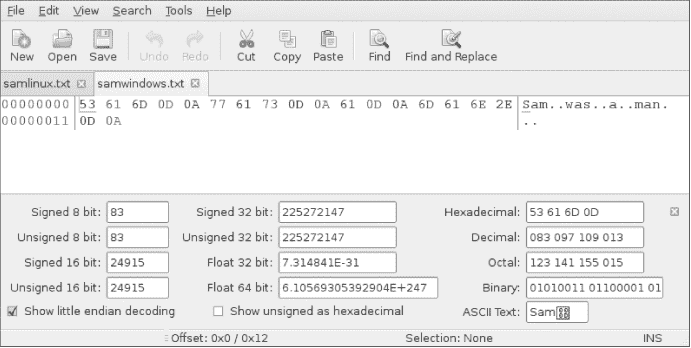 File Edit View Search Tools Help
New Open Save Undo Redo Cut Copy Paste Find Find and Replace
samlinux.txt samwindows.txt
00000000 53 61 6D 0D 0A 77 61 73 0D 0A 61 0D 0A 6D 61 6E 2E Sam..was..a..man.
00000011 0D 0A ..
Signed 8 bit: 83 Signed 32 bit: 225272147 Hexadecimal: 53 61 6D 0D
Unsigned 8 bit: 83 Unsigned 32 bit: 225272147 Decimal: 083 097 109 013
Signed 16 bit: 24915 Float 32 bit: 7.314841E-31 Octal: 123 141 155 015
Unsigned 16 bit: 24915 Float 64 bit: 6.10569305392904E+247 Binary: 01010011 01100001 01
Show little endian decoding Show unsigned as hexadecimal ASCII Text: Sam
Offset: 0x0 / 0x12 Selection: None INS